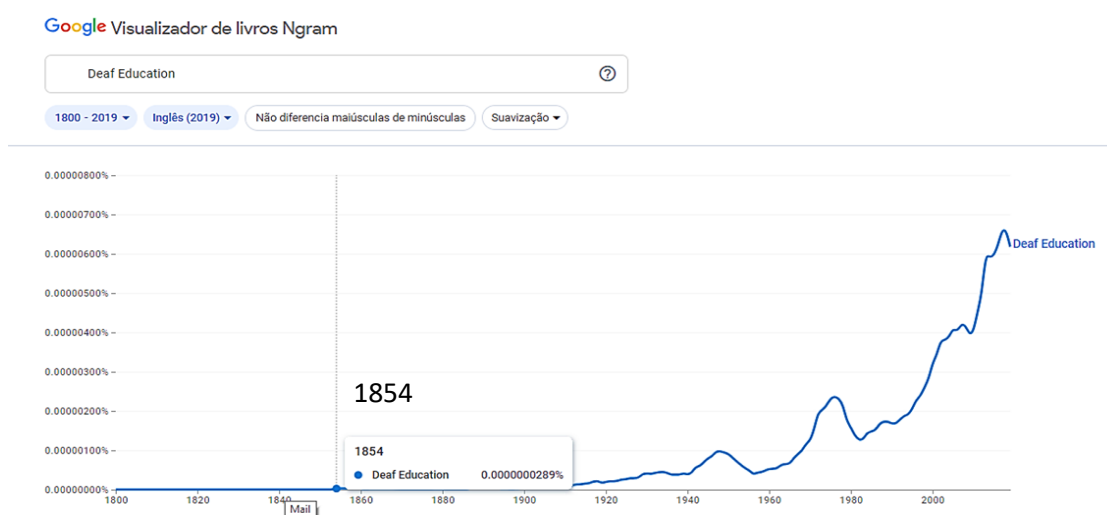 Google Visualizador de livros Ngram
Deaf Education
1800 - 2019 Inglês (2019) Não diferencia maiúsculas de minúsculas Suavização
0.00000800%
0.00000700%
0.00000600%
Deaf Education
0.00000500%
0.00000400%
0.00000300%
1854
0.00000200%
0.00000100%
1854
Deaf Education 0.0000000289%
0.00000000%
1800 1820 1840 1860 1880 1900 1920 1940 1960 1980 2000
Mail